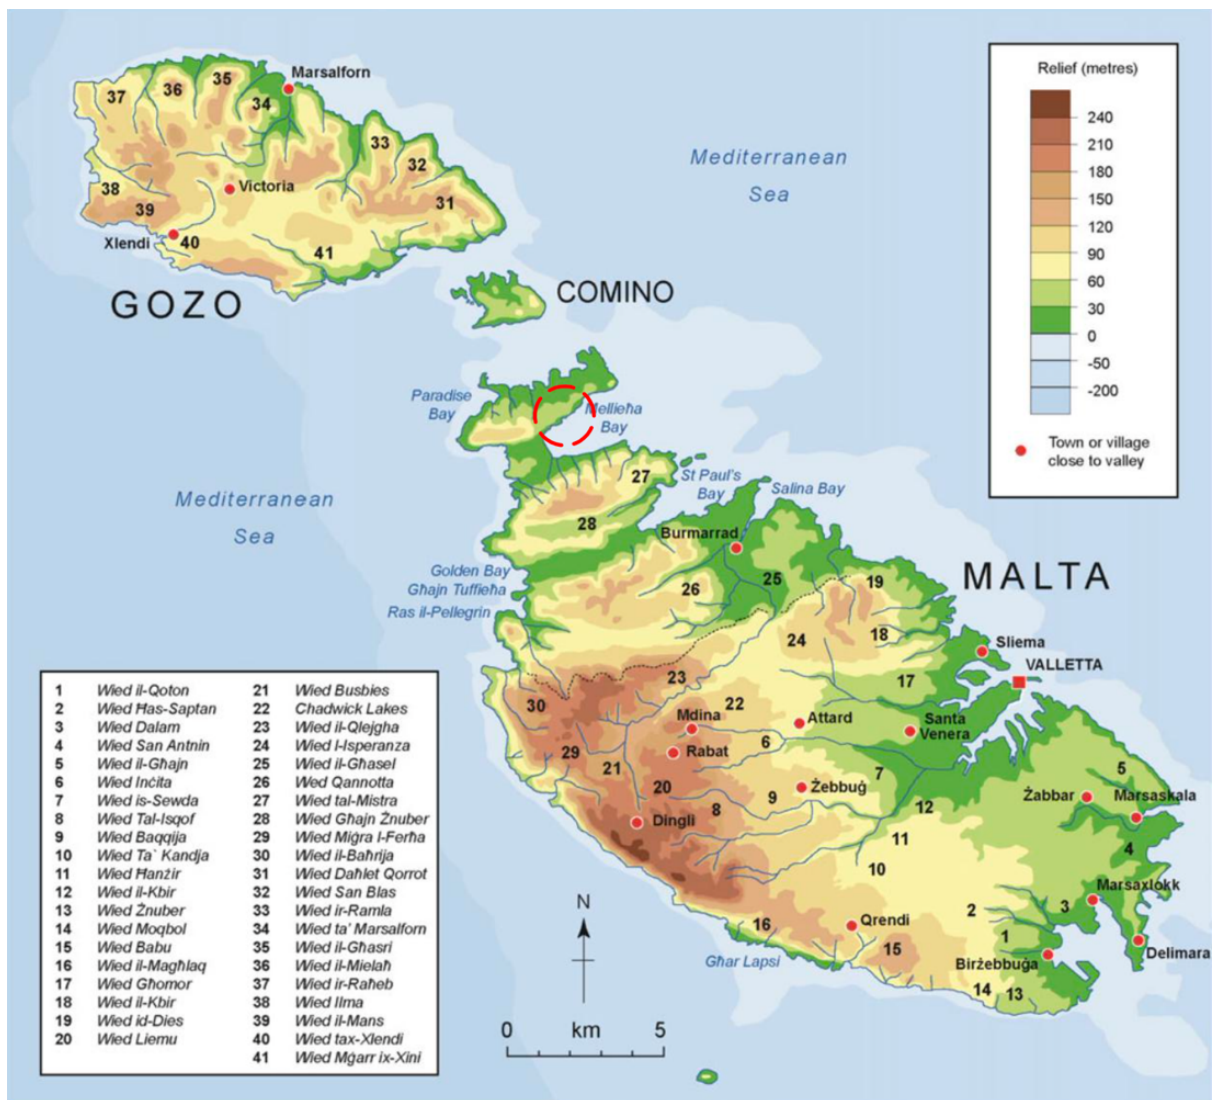 Marsalforn
37
36
35
34
33
32
31
38
39
Victoria
Xlendi
40
41
GOZO
COMINO
Mediterranean
Sea
Relief (metres)
240
210
180
150
120
90
60
30
0
-50
-200
Town or village
close to valley
Paradise
Bay
Mellieħa
Bay
27
28
St Paul's
Bay
Salina Bay
Mediterranean
Sea
Burmarrad
25
26
19
Golden Bay
Għajn Tuffieħa
Ras il-Pellegrin
MALTA
24
18
Sliema
VALLETTA
23
17
30
22
Mdina
Attard
Santa
Venera
29
21
Rabat
6
7
5
20
8
9
Żebbuġ
12
Żabbar
Marsaskala
Dingli
11
4
10
Marsaxlokk
3
2
16
Qrendi
1
15
Għar Lapsi
Birżebbuġa
Delimara
14
13
N
0 km 5
1 Wied il-Qoton
2 Wied Ħas-Saptan
3 Wied Dalam
4 Wied San Antnin
5 Wied il-Għajn
6 Wied Inċita
7 Wied is-Sewda
8 Wied Tal-Isqof
9 Wied Baqqija
10 Wied Ta` Kandja
11 Wied Ħanżir
12 Wied il-Kbir
13 Wied Żnuber
14 Wied Moqbol
15 Wied Babu
16 Wied il-Magħlaq
17 Wied Għomor
18 Wied il-Kbir
19 Wied id-Dies
20 Wied Liemu
21 Wied Busbies
22 Chadwick Lakes
23 Wied il-Qlejgħa
24 Wied l-Isperanza
25 Wied il-Għasel
26 Wed Qannotta
27 Wied tal-Mistra
28 Wied Għajn Żnuber
29 Wied Miġra l-Ferħa
30 Wied il-Baħrija
31 Wied Daħlet Qorrot
32 Wied San Blas
33 Wied ir-Ramla
34 Wied ta' Marsalforn
35 Wied il-Għasri
36 Wied il-Mielaħ
37 Wied ir-Raħeb
38 Wied Ilma
39 Wied il-Mans
40 Wied tax-Xlendi
41 Wied Mġarr ix-Xini